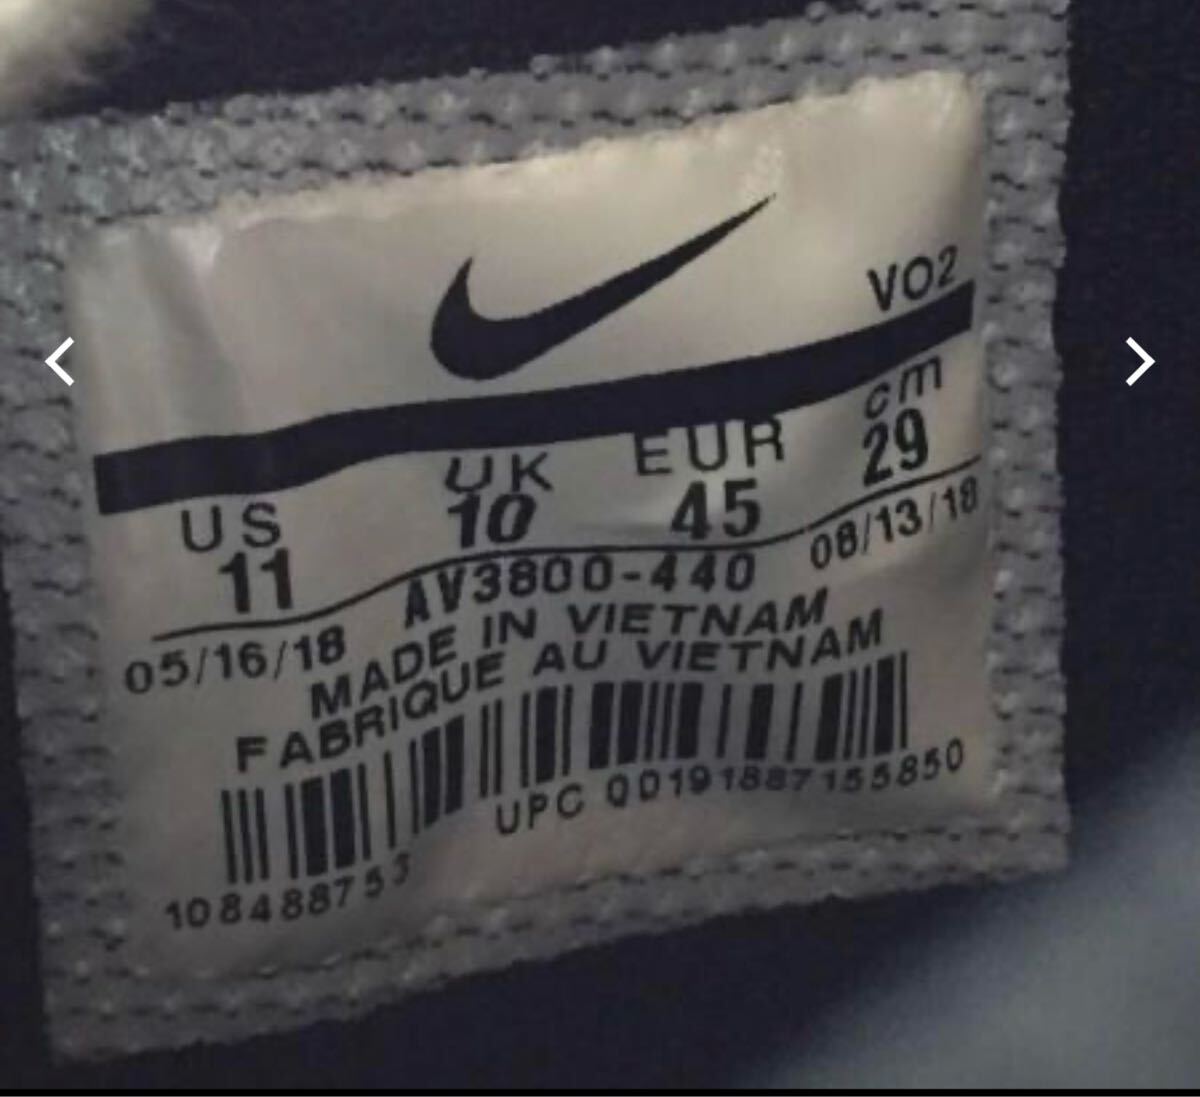 VO2
US UK EUR cm
11 10 45 29
05/16/18 AV3800-440 08/13/18
MADE IN VIETNAM
FABRIQUE AU VIETNAM
UPC 00191887155850
1084887553